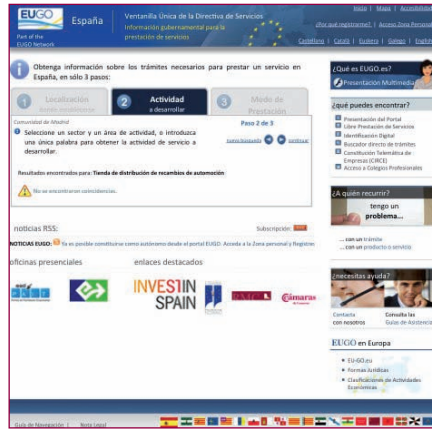 EUGO
España
Part of the
EUGO Network
Ventanilla Única de la Directiva de Servicios
Información gubernamental para la
prestación de servicios
Inicio | Mapa | Accesibilidad
¿Por qué registrarme? | Acceso Zona Personal
Castellano | Català | Euskera | Galego | English
Obtenga información sobre los trámites necesarios para prestar un servicio en
España, en sólo 3 pasos:
1 Localización
donde establecerse
2 Actividad
a desarrollar
3 Modo de
Prestación
Comunidad de Madrid
Paso 2 de 3
Seleccione un sector y un área de actividad, o introduzca
una única palabra para obtener la actividad de servicio a
desarrollar.
nueva búsqueda
continuar
Resultados encontrados para: Tienda de distribución de recambios de automoción
No se encontraron coincidencias.
noticias RSS:
Subscripción:
NOTICIAS EUGO:
Ya es posible constituirse como autónomo desde el portal EUGO. Acceda a la Zona personal y Regístrese
oficinas presenciales
enlaces destacados
INVEST IN
SPAIN
Cámaras
¿Qué es EUGO.es?
Presentación Multimedia
¿qué puedes encontrar?
Presentación del Portal
Libre Prestación de Servicios
Identificación Digital
Buscador directo de trámites
Constitución Telemática de
Empresas (CIRCE)
Acceso a Colegios Profesionales
¿A quién recurrir?
tengo un
problema...
... con un trámite
... con un producto o servicio
¿necesitas ayuda?
Contacta
con nosotros
Consulta las
Guías de Asistencia
EUGO en Europa
EU-GO.eu
Formas Jurídicas
Clasificaciones de Actividades
Económicas
Guía de Navegación | Nota Legal